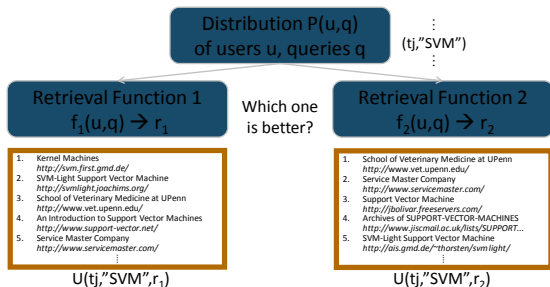 Distribution P(u,q)
of users u, queries q
⋮
(tj,"SVM")
⋮
Retrieval Function 1
f1(u,q) → r1
Which one
is better?
Retrieval Function 2
f2(u,q) → r2
1. Kernel Machines
http://svm.first.gmd.de/
2. SVM-Light Support Vector Machine
http://svmlight.joachims.org/
3. School of Veterinary Medicine at UPenn
http://www.vet.upenn.edu/
4. An Introduction to Support Vector Machines
http://www.support-vector.net/
5. Service Master Company
http://www.servicemaster.com/
⋮
1. School of Veterinary Medicine at UPenn
http://www.vet.upenn.edu/
2. Service Master Company
http://www.servicemaster.com/
3. Support Vector Machine
http://jbolivar.freeservers.com/
4. Archives of SUPPORT-VECTOR-MACHINES
http://www.jiscmail.ac.uk/lists/SUPPORT...
5. SVM-Light Support Vector Machine
http://ais.gmd.de/~thorsten/svmlight/
⋮
U(tj,"SVM",r1)
U(tj,"SVM",r2)